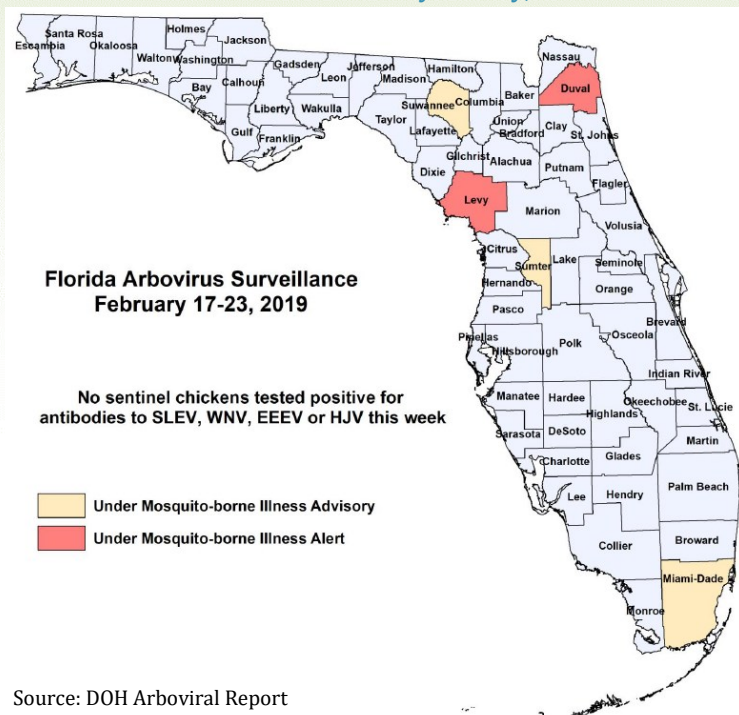 Holmes
Santa Rosa
Jackson
Escambia
Okaloosa
Walton
Washington
Gadsden
Jefferson
Hamilton
Nassau
Leon
Madison
Duval
Baker
Bay
Calhoun
Suwannee
Columbia
Liberty
Wakulla
Taylor
Union
Bradford
Clay
St. Johns
Lafayette
Gulf
Franklin
Gilchrist
Alachua
Putnam
Dixie
Flagler
Levy
Marion
Volusia
Citrus
Sumter
Lake
Seminole
Florida Arbovirus Surveillance
February 17-23, 2019
Hernando
Orange
Pasco
Brevard
Pinellas
Hillsborough
Polk
Osceola
Indian River
No sentinel chickens tested positive for
antibodies to SLEV, WNV, EEEV or HJV this week
Manatee
Hardee
Okeechobee
St. Lucie
Highlands
Sarasota
DeSoto
Martin
Charlotte
Glades
Under Mosquito-borne Illness Advisory
Lee
Hendry
Palm Beach
Under Mosquito-borne Illness Alert
Collier
Broward
Miami-Dade
Monroe
Source: DOH Arboviral Report